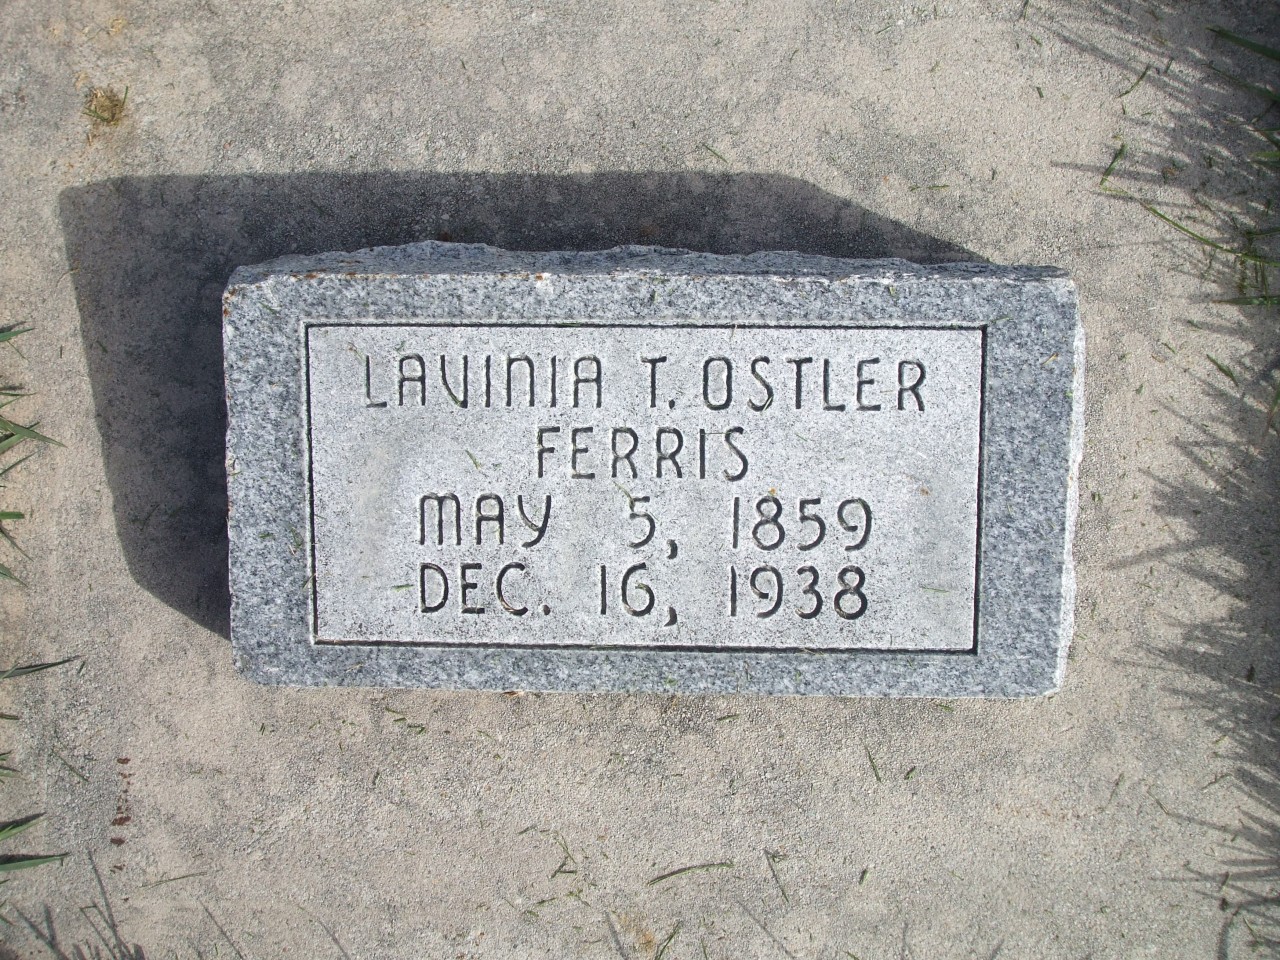 LAVINIA T. OSTLER
FERRIS
MAY 5, 1859
DEC. 16, 1938